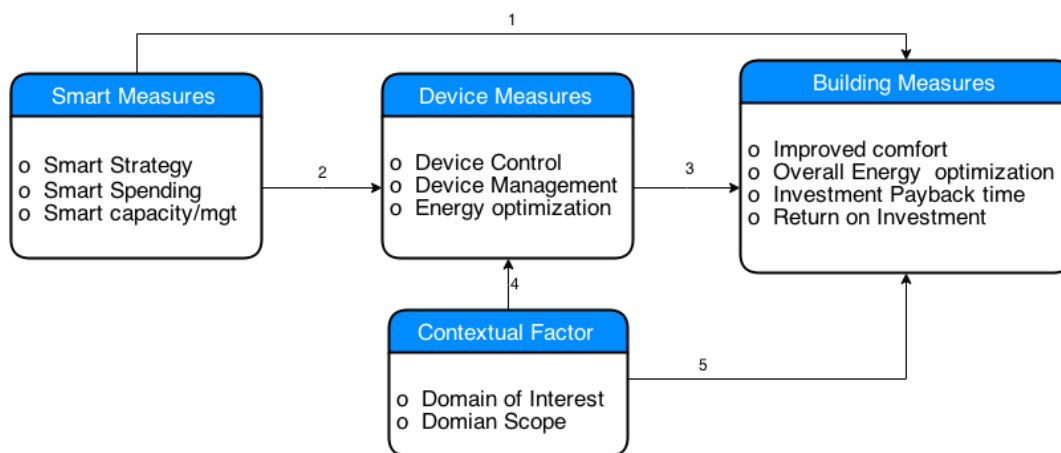 1
Smart Measures
o Smart Strategy
o Smart Spending
o Smart capacity/mgt
2
Device Measures
o Device Control
o Device Management
o Energy optimization
3
Building Measures
o Improved comfort
o Overall Energy optimization
o Investment Payback time
o Return on Investment
4
Contextual Factor
o Domain of Interest
o Domian Scope
5